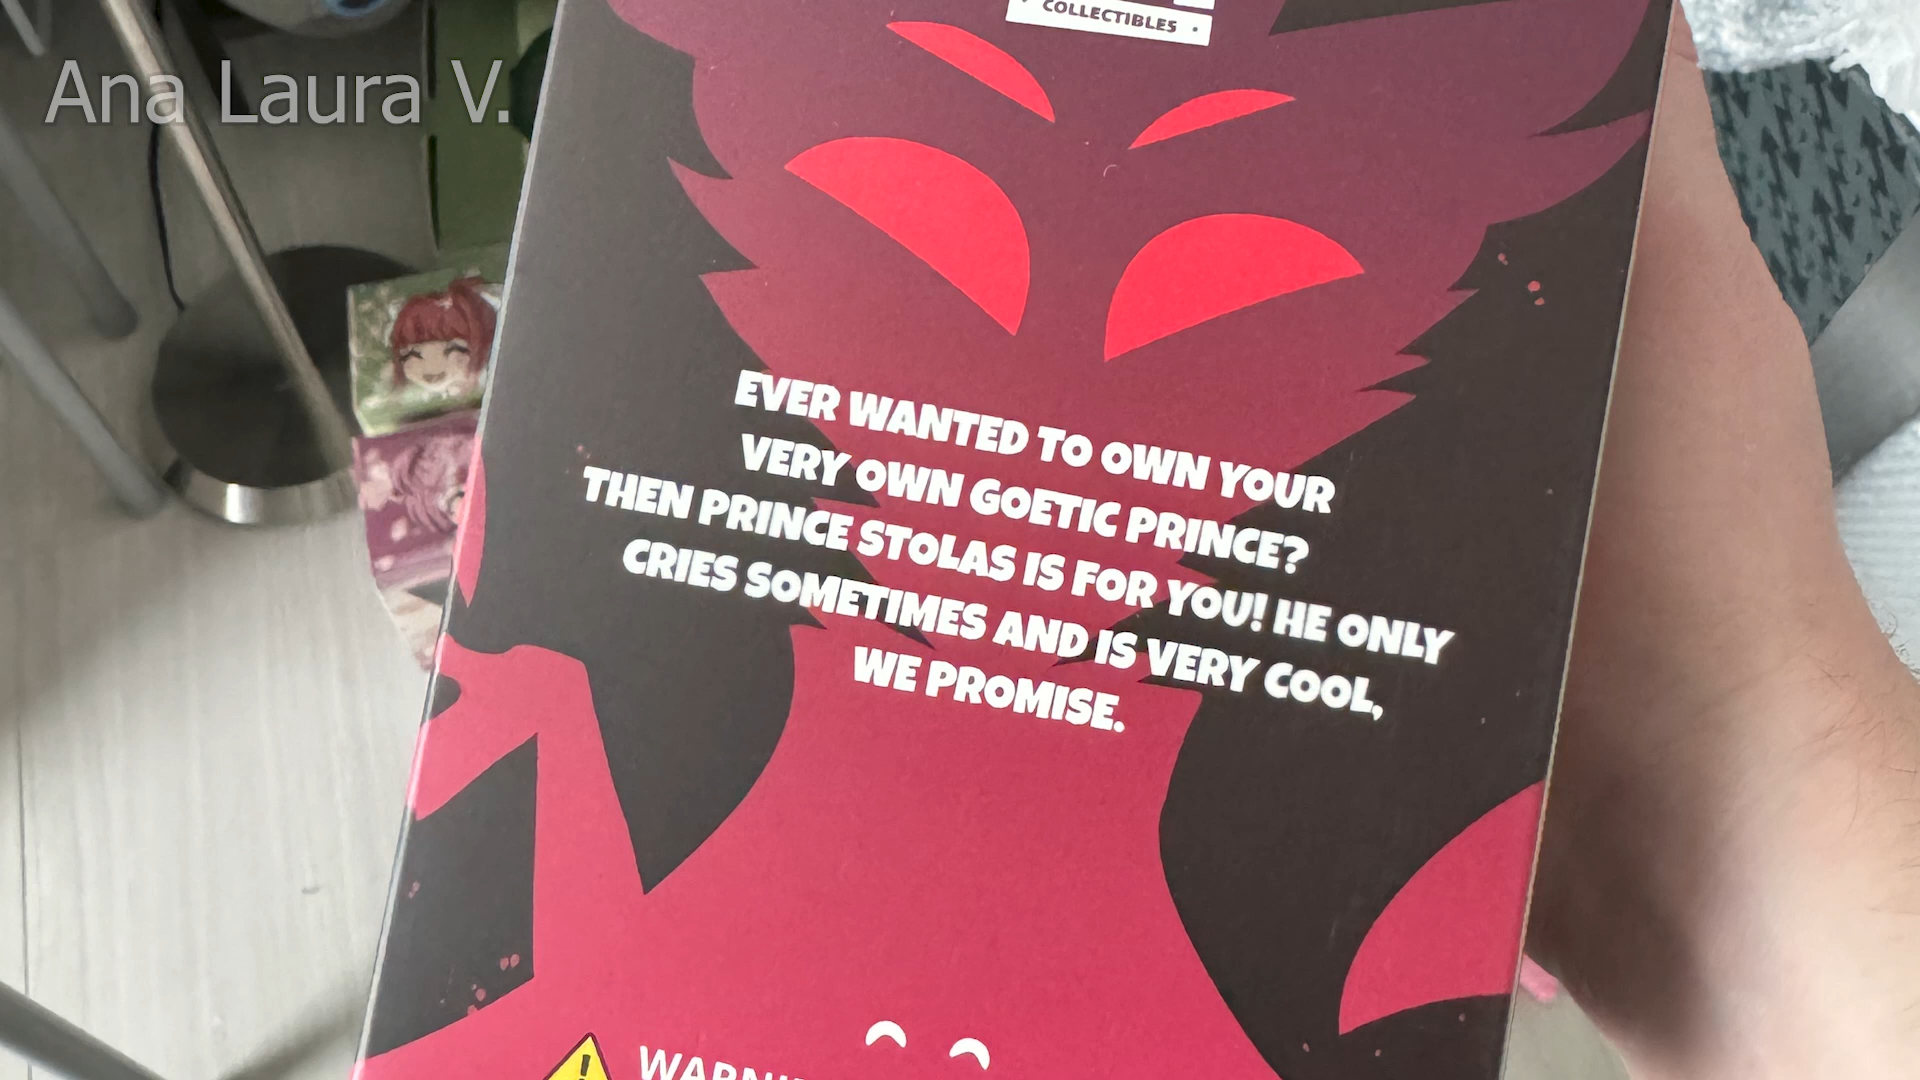 COLLECTIBLES
Ana Laura V.
EVER WANTED TO OWN YOUR
VERY OWN GOETIC PRINCE?
THEN PRINCE STOLAS IS FOR YOU! HE ONLY
CRIES SOMETIMES AND IS VERY COOL,
WE PROMISE.